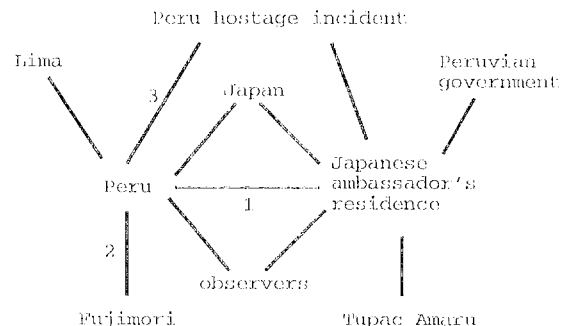 Peru hostage incident
Lima
Peruvian
government
3
Japan
Japanese
ambassador's
residence
Peru
1
2
observers
Fujimori
Tupac Amaru